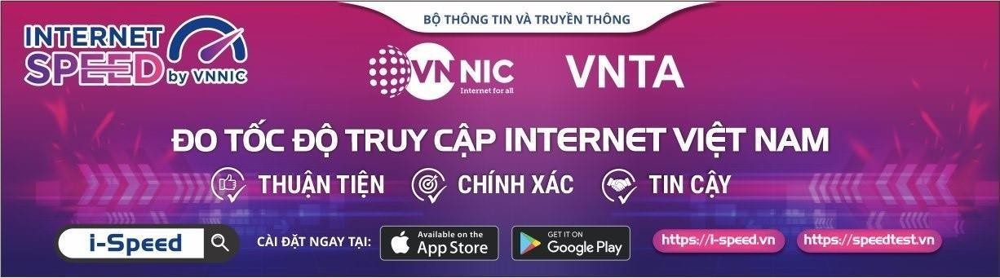 BỘ THÔNG TIN VÀ TRUYỀN THÔNG
INTERNET
SPEED
by VNNIC
VNNIC
Internet for all
VNTA
ĐO TỐC ĐỘ TRUY CẬP INTERNET VIỆT NAM
THUẬN TIỆN
CHÍNH XÁC
TIN CẬY
i-Speed
CÀI ĐẶT NGAY TẠI:
Available on the
App Store
GET IT ON
Google Play
https://i-speed.vn
https://speedtest.vn